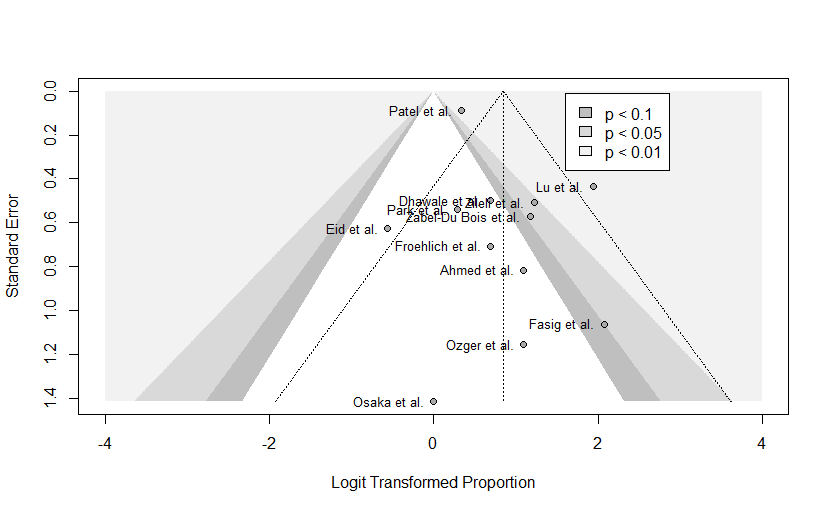 0.0
0.2
0.4
0.6
0.8
1.0
1.2
1.4
Standard Error
Patel et al.
p < 0.1
p < 0.05
p < 0.01
Lu et al.
Dhawale et al.
et al.
Park et al.
Zabel-Du Bois et al.
Eid et al.
Froehlich et al.
Ahmed et al.
Fasig et al.
Ozger et al.
Osaka et al.
-4
-2
0
2
4
Logit Transformed Proportion